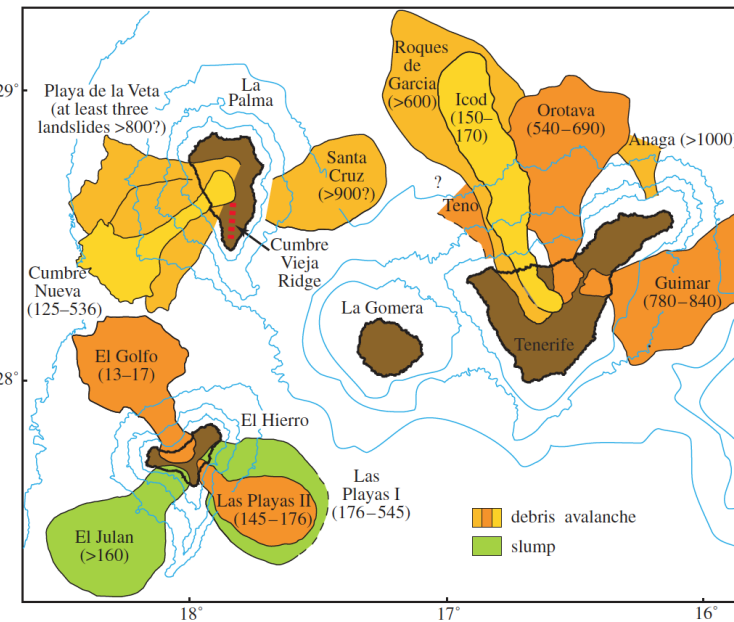 29°
28°
Playa de la Veta
(at least three
landslides >800?)
La
Palma
Santa
Cruz
(>900?)
Roques
de
Garcia
(>600)
Icod
(150–
170)
Orotava
(540–690)
Anaga (>1000)
?
Teno
Cumbre
Vieja
Ridge
Cumbre
Nueva
(125–536)
La Gomera
Tenerife
Guimar
(780–840)
El Golfo
(13–17)
El Hierro
Las Playas II
(145–176)
Las
Playas I
(176–545)
El Julan
(>160)
debris avalanche
slump
18°
17°
16°